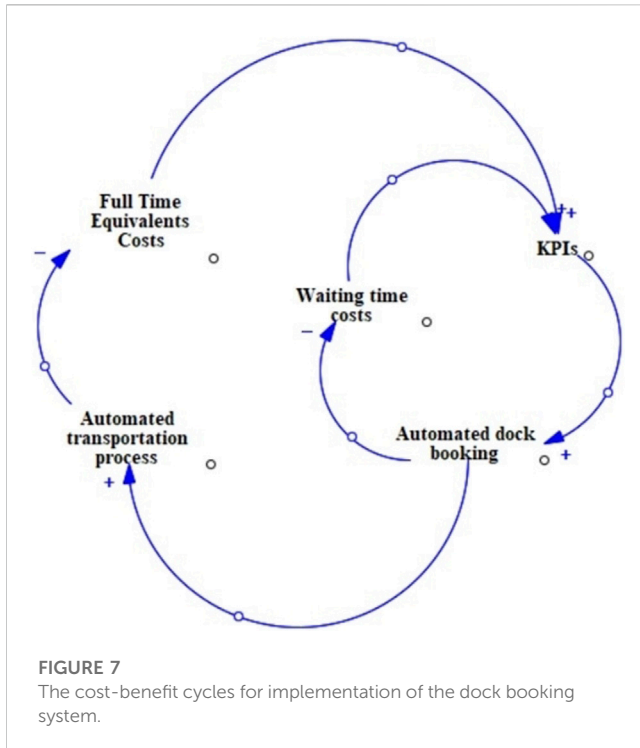 Full Time
Equivalents
Costs
–
++
KPIs
Waiting time
costs
–
Automated
transportation
process
+
Automated dock
booking
+
FIGURE 7
The cost-benefit cycles for implementation of the dock booking
system.